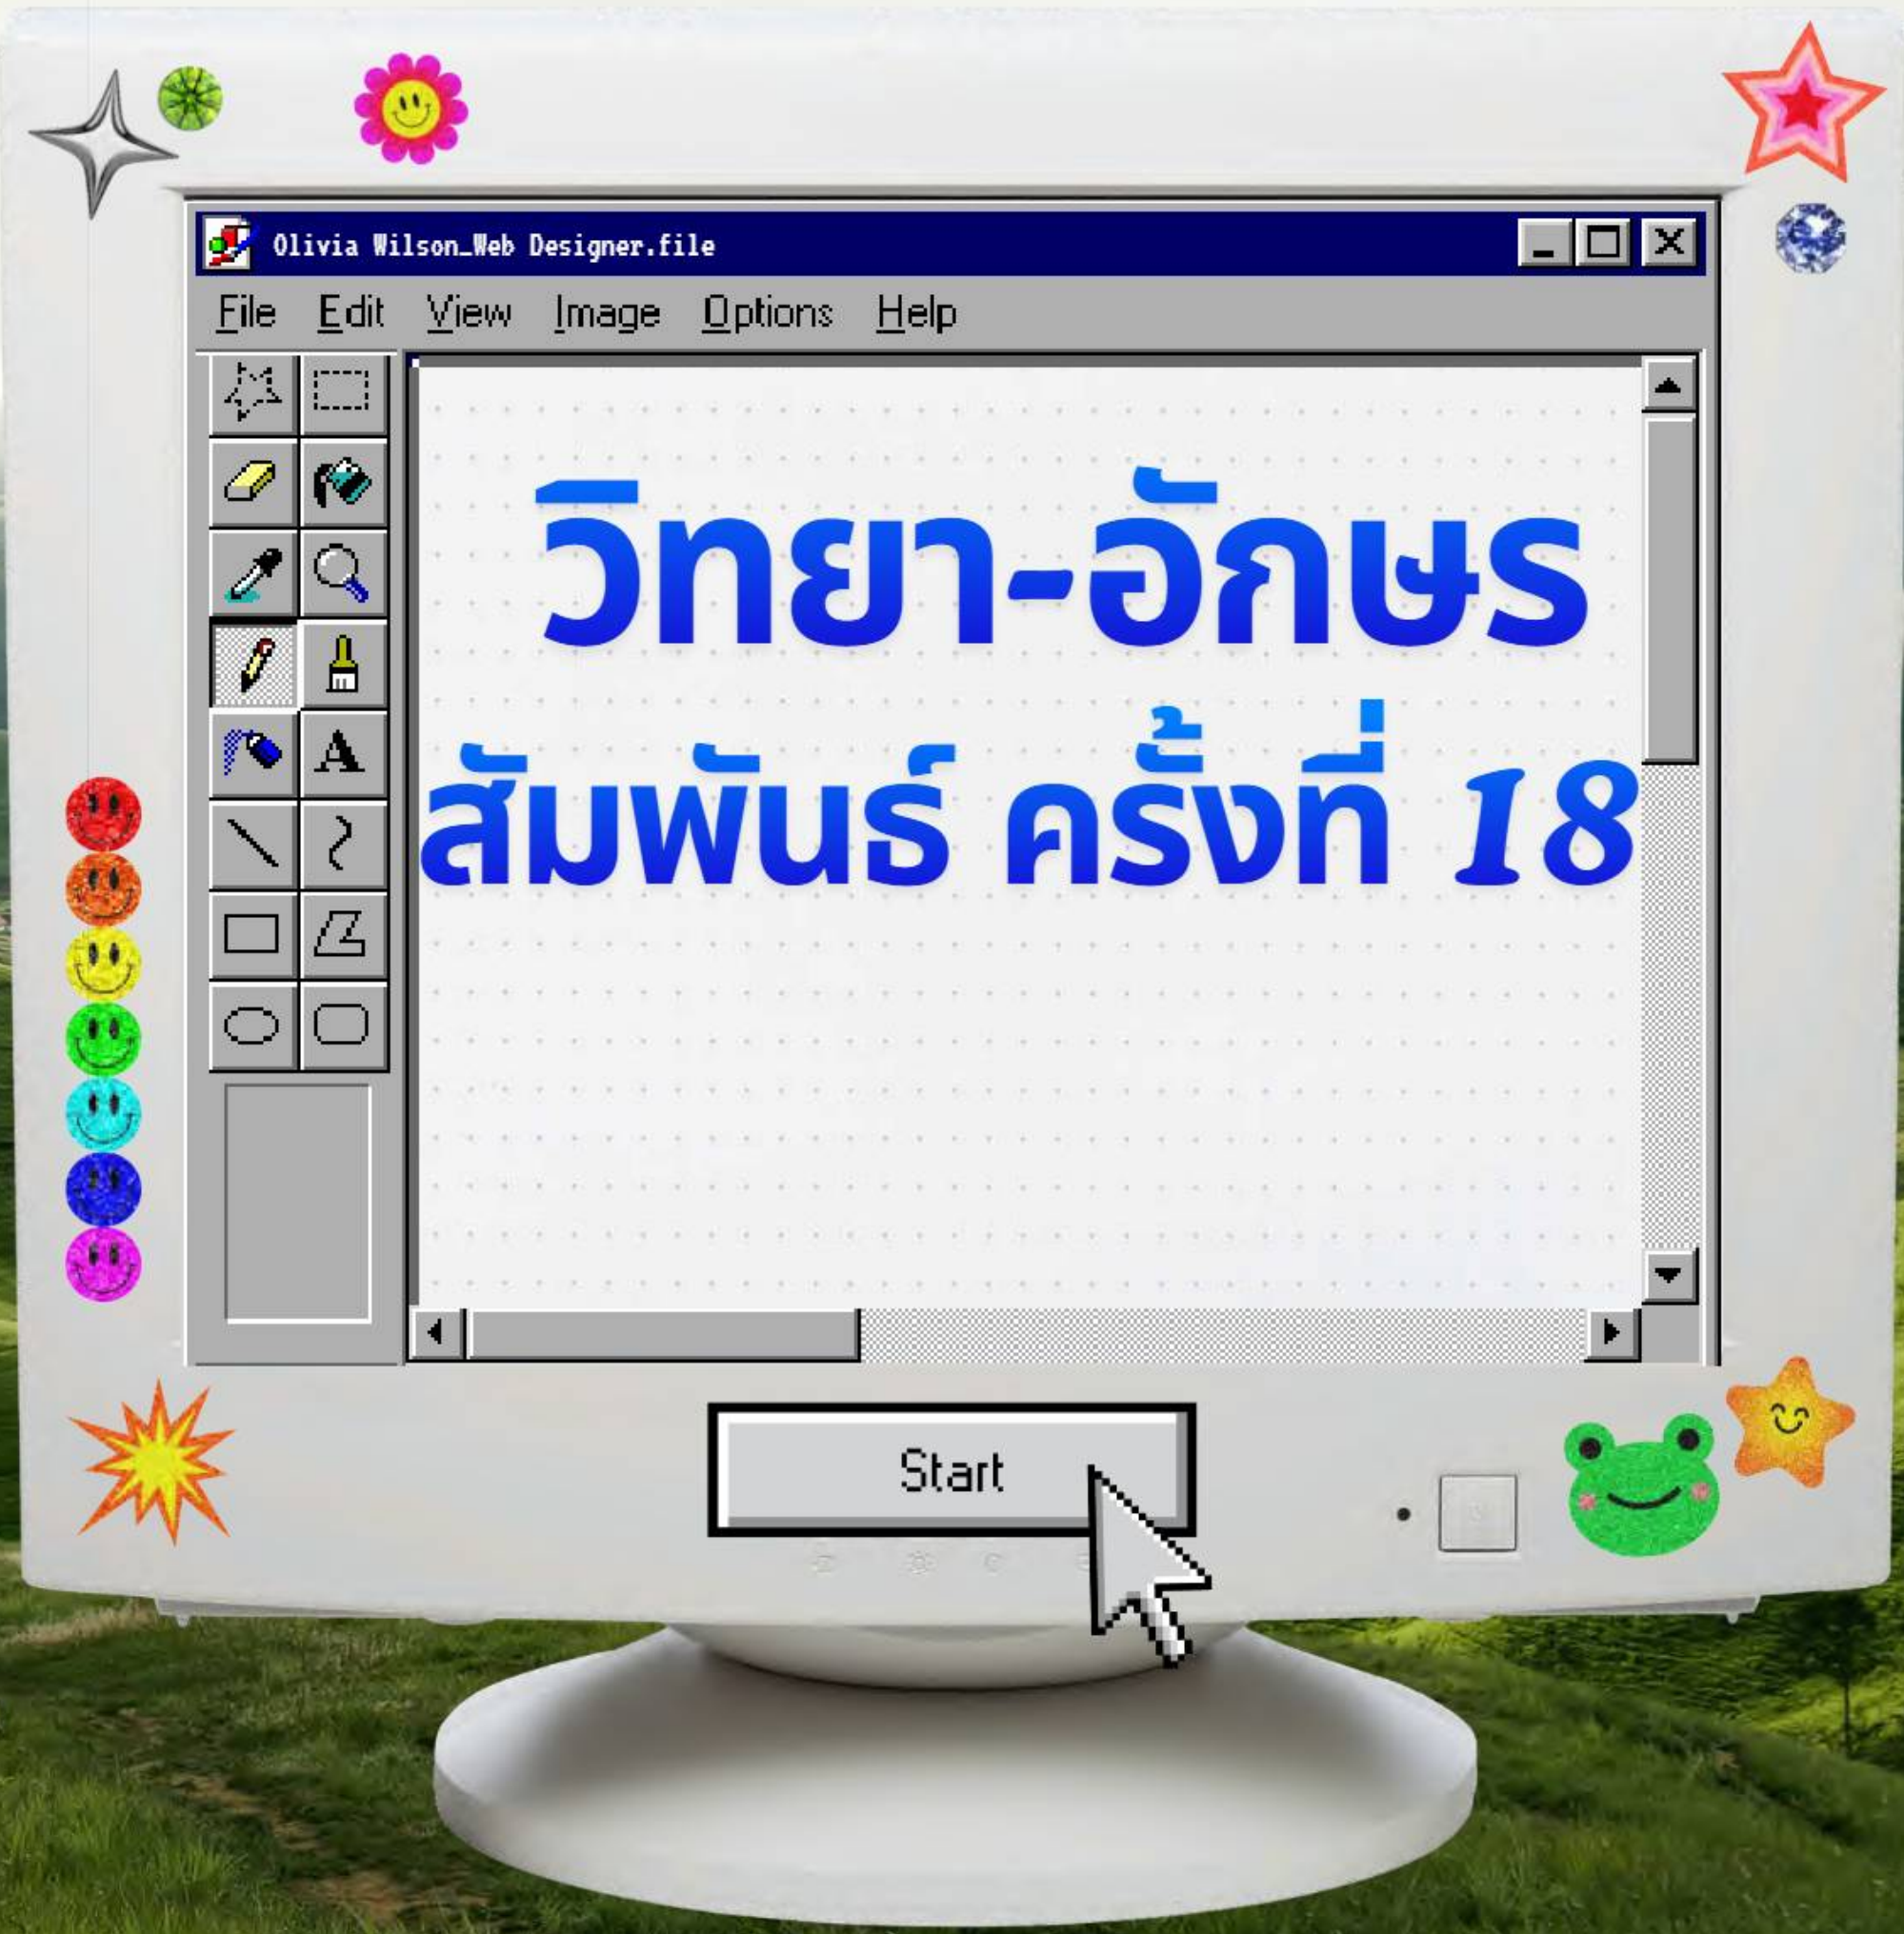 Olivia Wilson_Web Designer.file
File Edit View Image Options Help
A
วิทยา-อักษร
สัมพันธ์ ครั้งที่ 18
Start